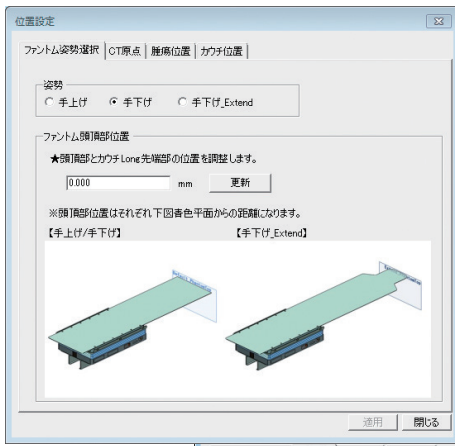 位置設定
ファントム姿勢選択 CT原点 腫瘍位置 カウチ位置
姿勢
手上げ 手下げ 手下げ_Extend
ファントム頭頂部位置
★頭頂部とカウチLong先端部の位置を調整します。
0.000 mm 更新
※頭頂部位置はそれぞれ下図青色平面からの距離になります。
【手上げ/手下げ】 【手下げ_Extend】
適用 閉じる